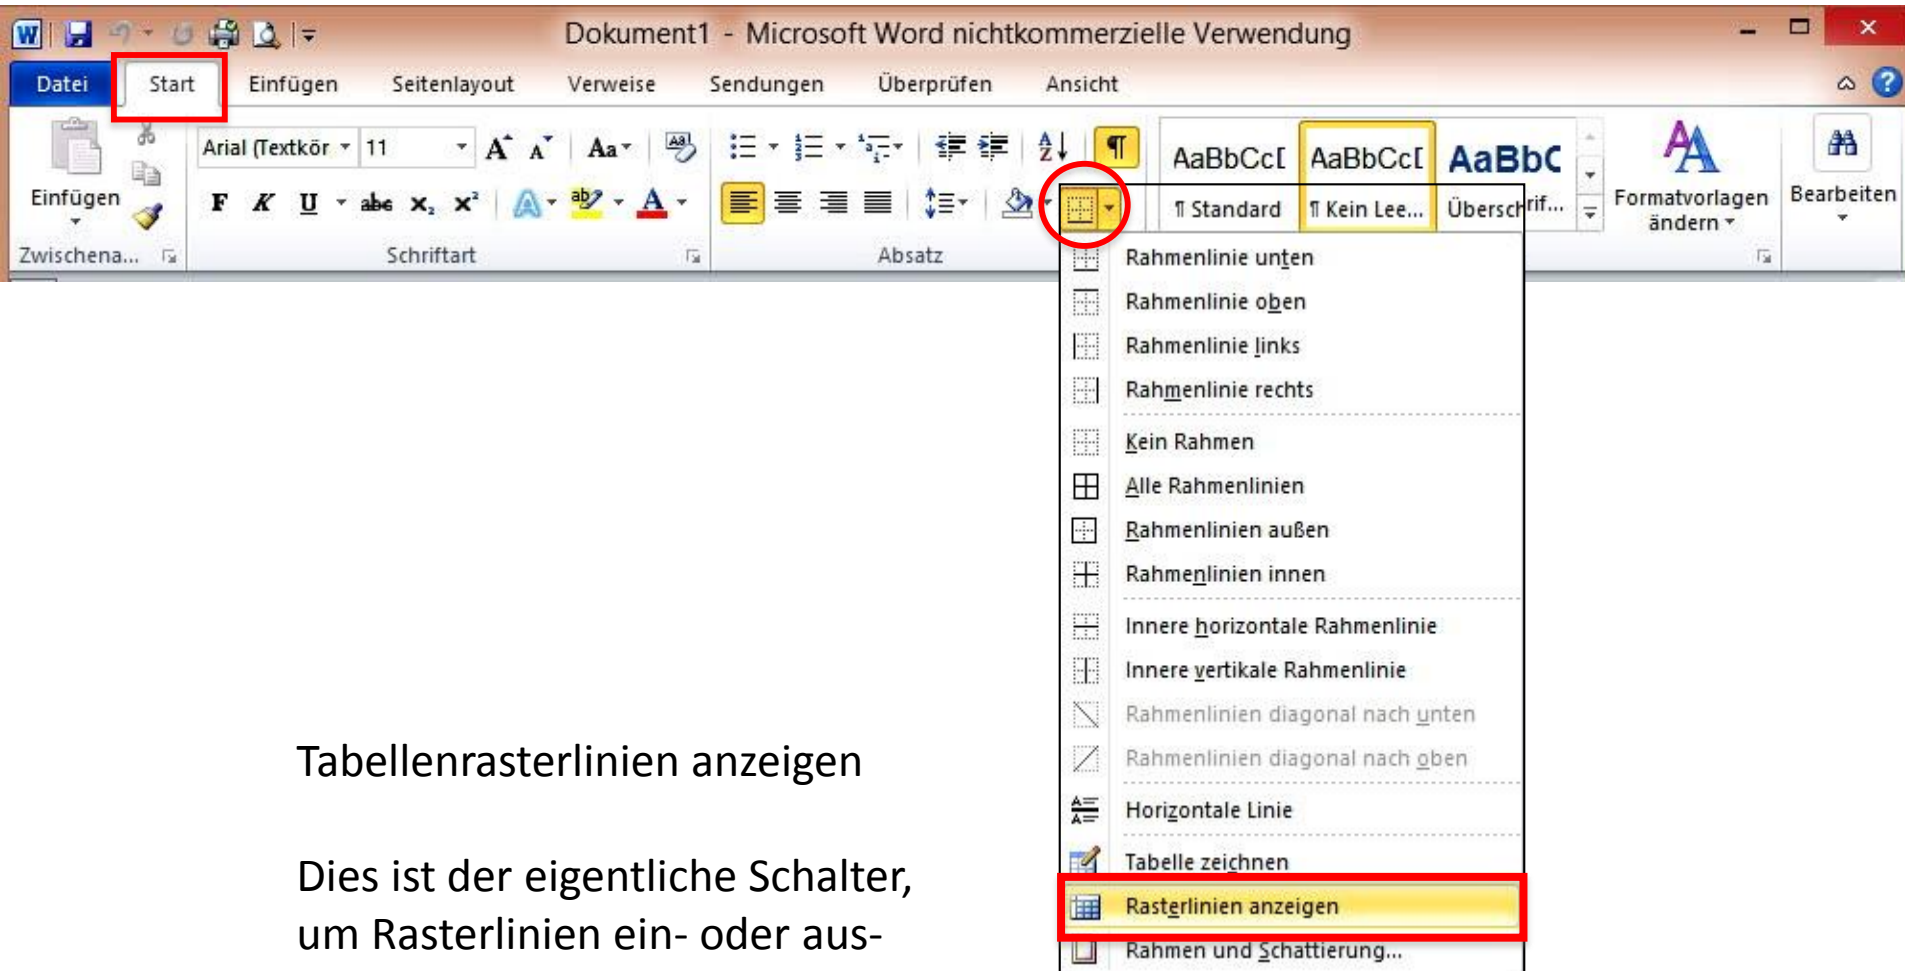 Dokument1 - Microsoft Word nichtkommerzielle Verwendung
Datei Start Einfügen Seitenlayout Verweise Sendungen Überprüfen Ansicht
Arial (Textkör 11 A A Aa
AaBbCcI AaBbCcI AaBbC
Einfügen F K U abc x₂ x² A ab A
¶ Standard ¶ Kein Lee... Überschrif... Formatvorlagen ändern Bearbeiten
Zwischena... Schriftart Absatz
Rahmenlinie unten
Rahmenlinie oben
Rahmenlinie links
Rahmenlinie rechts
Kein Rahmen
Alle Rahmenlinien
Rahmenlinien außen
Rahmenlinien innen
Innere horizontale Rahmenlinie
Innere vertikale Rahmenlinie
Rahmenlinien diagonal nach unten
Rahmenlinien diagonal nach oben
Horizontale Linie
Tabelle zeichnen
Rasterlinien anzeigen
Rahmen und Schattierung...
Tabellenrasterlinien anzeigen
Dies ist der eigentliche Schalter,
um Rasterlinien ein- oder aus-